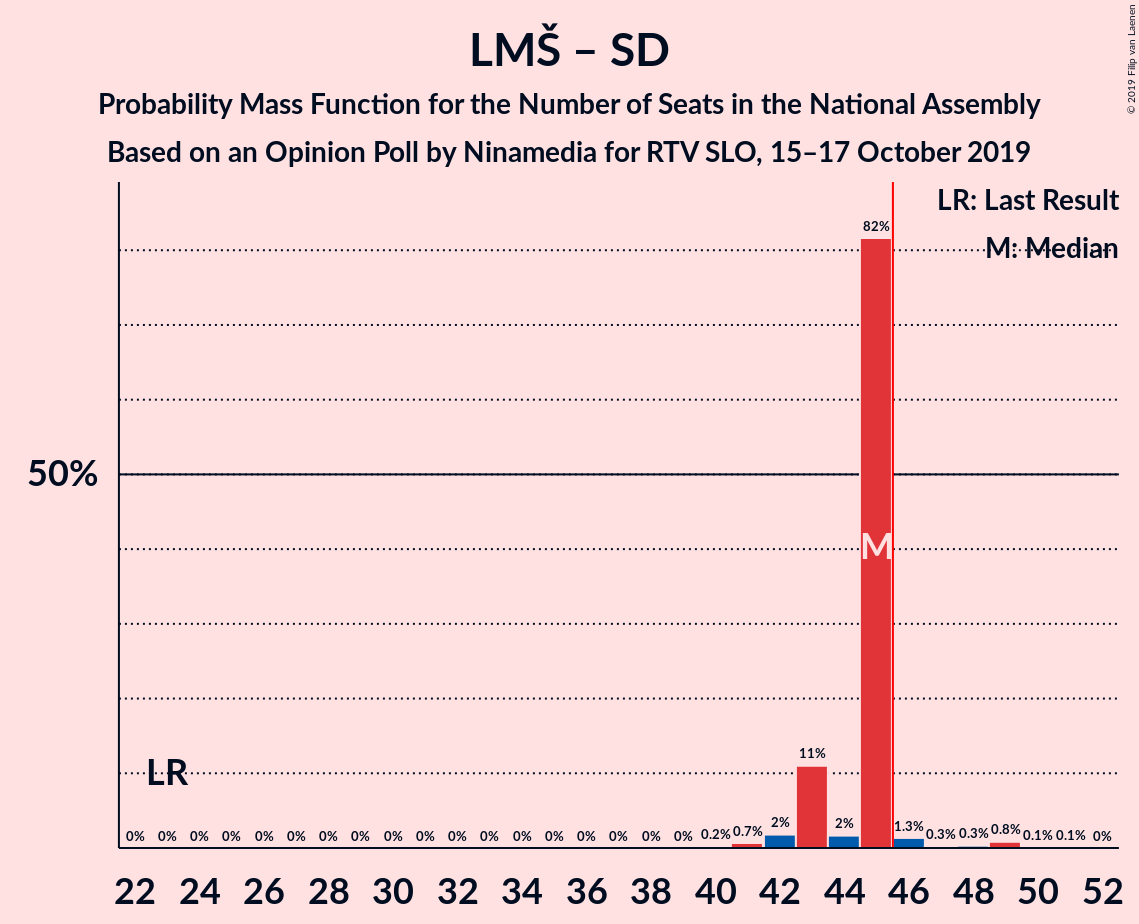 LMŠ – SD
Probability Mass Function for the Number of Seats in the National Assembly
Based on an Opinion Poll by Ninamedia for RTV SLO, 15–17 October 2019
© 2019 Filip van Laenen
LR: Last Result
M: Median
82%
50%
M
11%
LR
0% 0% 0% 0% 0% 0% 0% 0% 0% 0% 0% 0% 0% 0% 0% 0% 0% 0% 0.2% 0.7% 2% 2% 1.3% 0.3% 0.3% 0.8% 0.1% 0.1% 0%
22 24 26 28 30 32 34 36 38 40 42 44 46 48 50 52